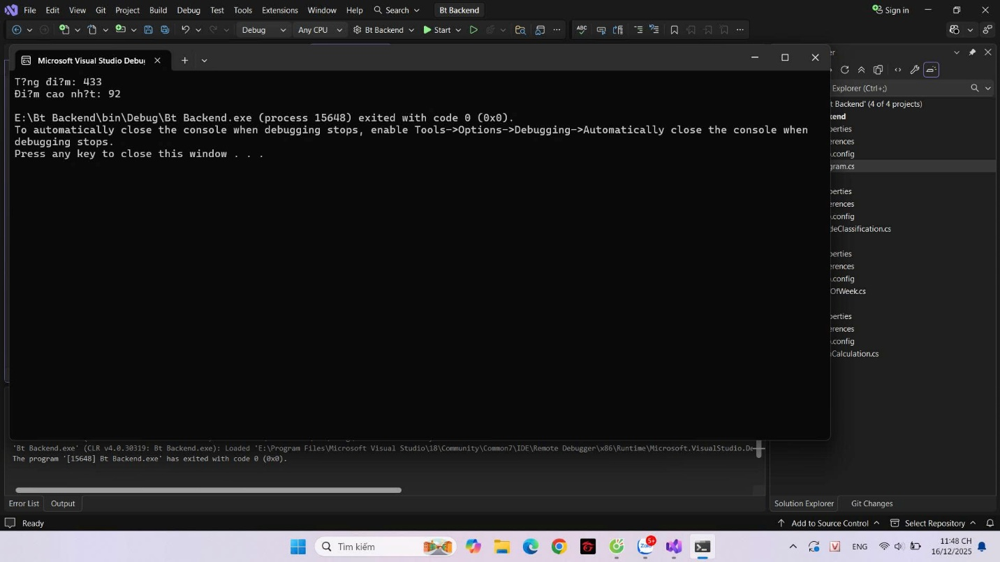 File Edit View Git Project Build Debug Test Tools Extensions Window Help Search Bt Backend Sign in
Debug Any CPU Bt Backend Start
Microsoft Visual Studio Debug
T?ng đi?m: 433
Đi?m cao nh?t: 92
E:\Bt Backend\bin\Debug\Bt Backend.exe (process 15648) exited with code 0 (0x0).
To automatically close the console when debugging stops, enable Tools->Options->Debugging->Automatically close the console when
debugging stops.
Press any key to close this window . . .
Explorer (Ctrl+;)
Backend' (4 of 4 projects)
kend
perties
erences
.config
gram.cs
perties
erences
.config
deClassification.cs
perties
erences
.config
OfWeek.cs
perties
erences
.config
Calculation.cs
'Bt Backend.exe' (CLR v4.0.30319: Bt Backend.exe): Loaded 'E:\Program Files\Microsoft Visual Studio\18\Community\Common7\IDE\Remote Debugger\x86\Runtime\Microsoft.VisualStudio.De
The program '[15648] Bt Backend.exe' has exited with code 0 (0x0).
Error List Output
Solution Explorer Git Changes
Ready
Add to Source Control Select Repository
Tìm kiếm
Zalo 5+
V ENG
11:48 CH
16/12/2025